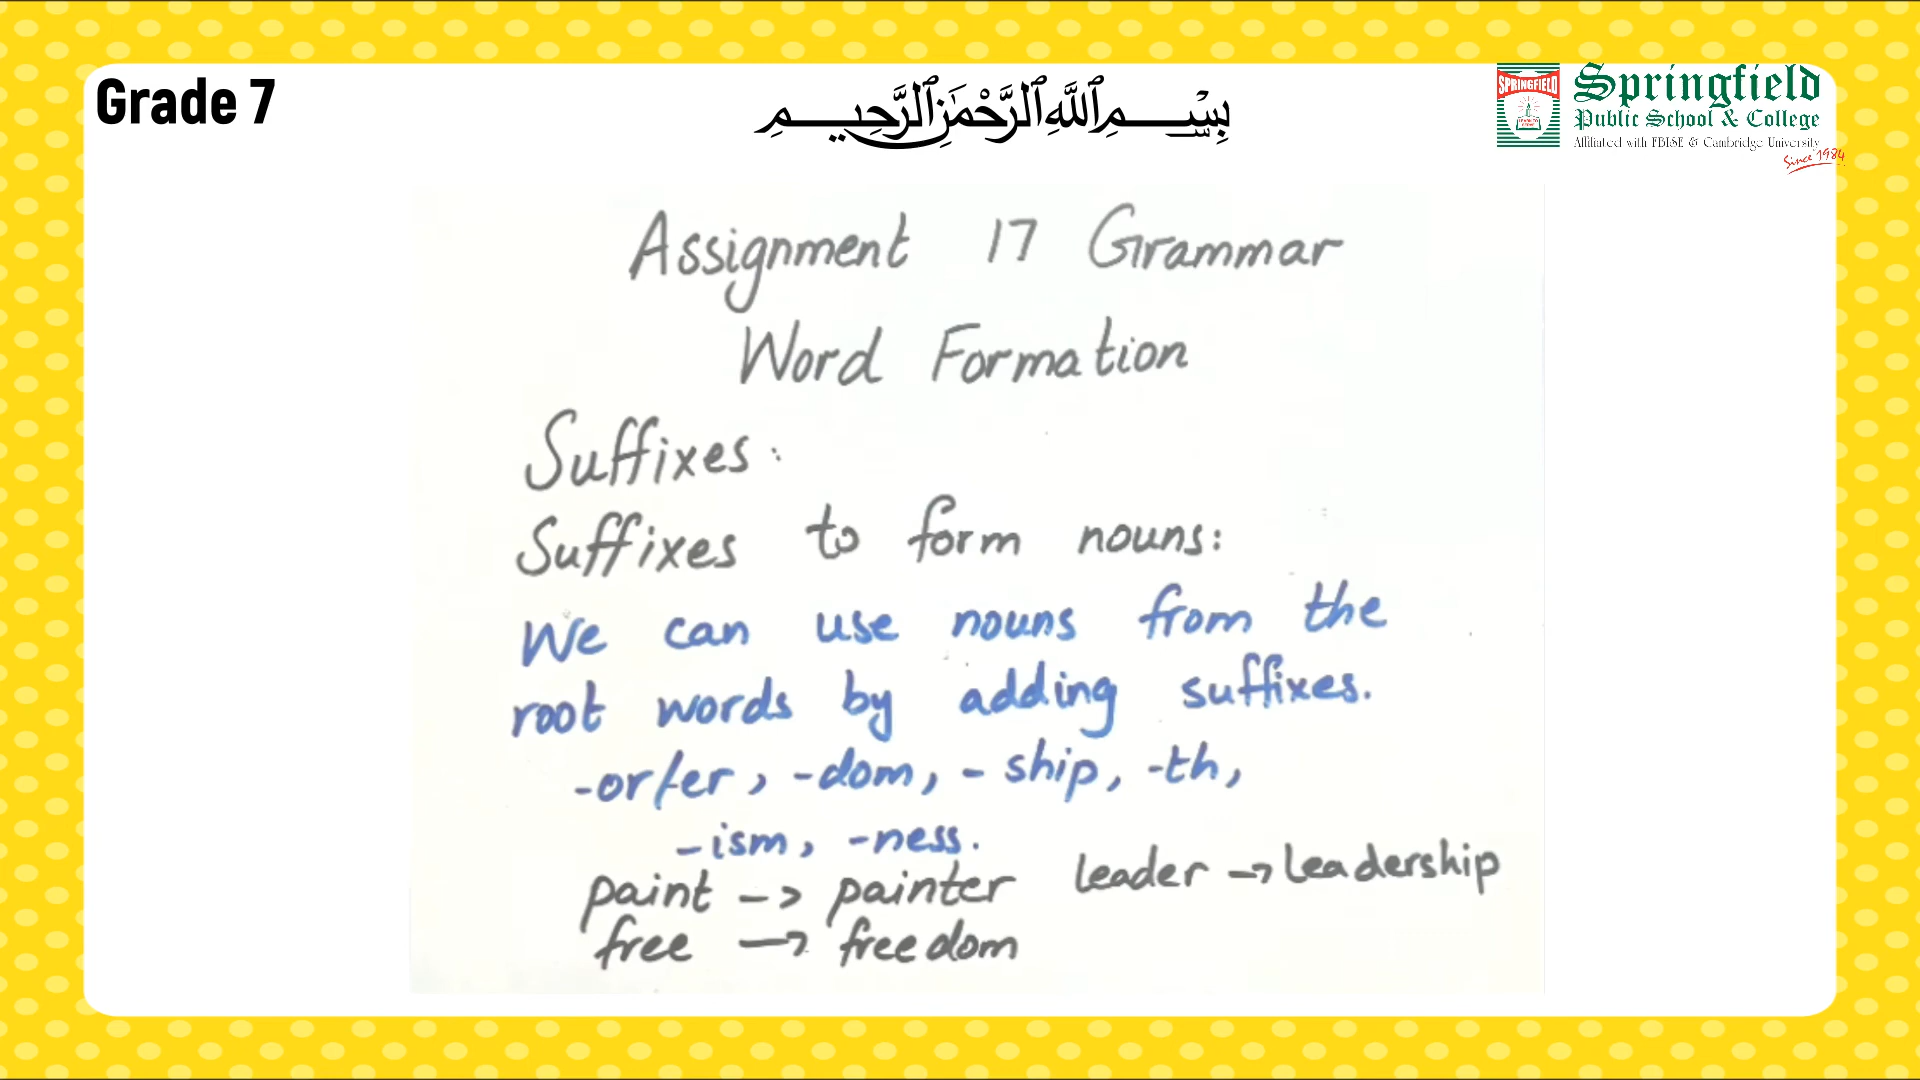 Grade 7
بِسْمِ ٱللَّهِ ٱلرَّحْمَٰنِ ٱلرَّحِيمِ
SPRINGFIELD
Springfield
Public School & College
Affiliated with FBISE & Cambridge University
Since 1984
Assignment 17 Grammar
Word Formation
Suffixes:
Suffixes to form nouns:
We can use nouns from the
root words by adding suffixes.
-or/er, -dom, - ship, -th,
-ism, -ness.
paint -> painter leader → leadership
free → freedom